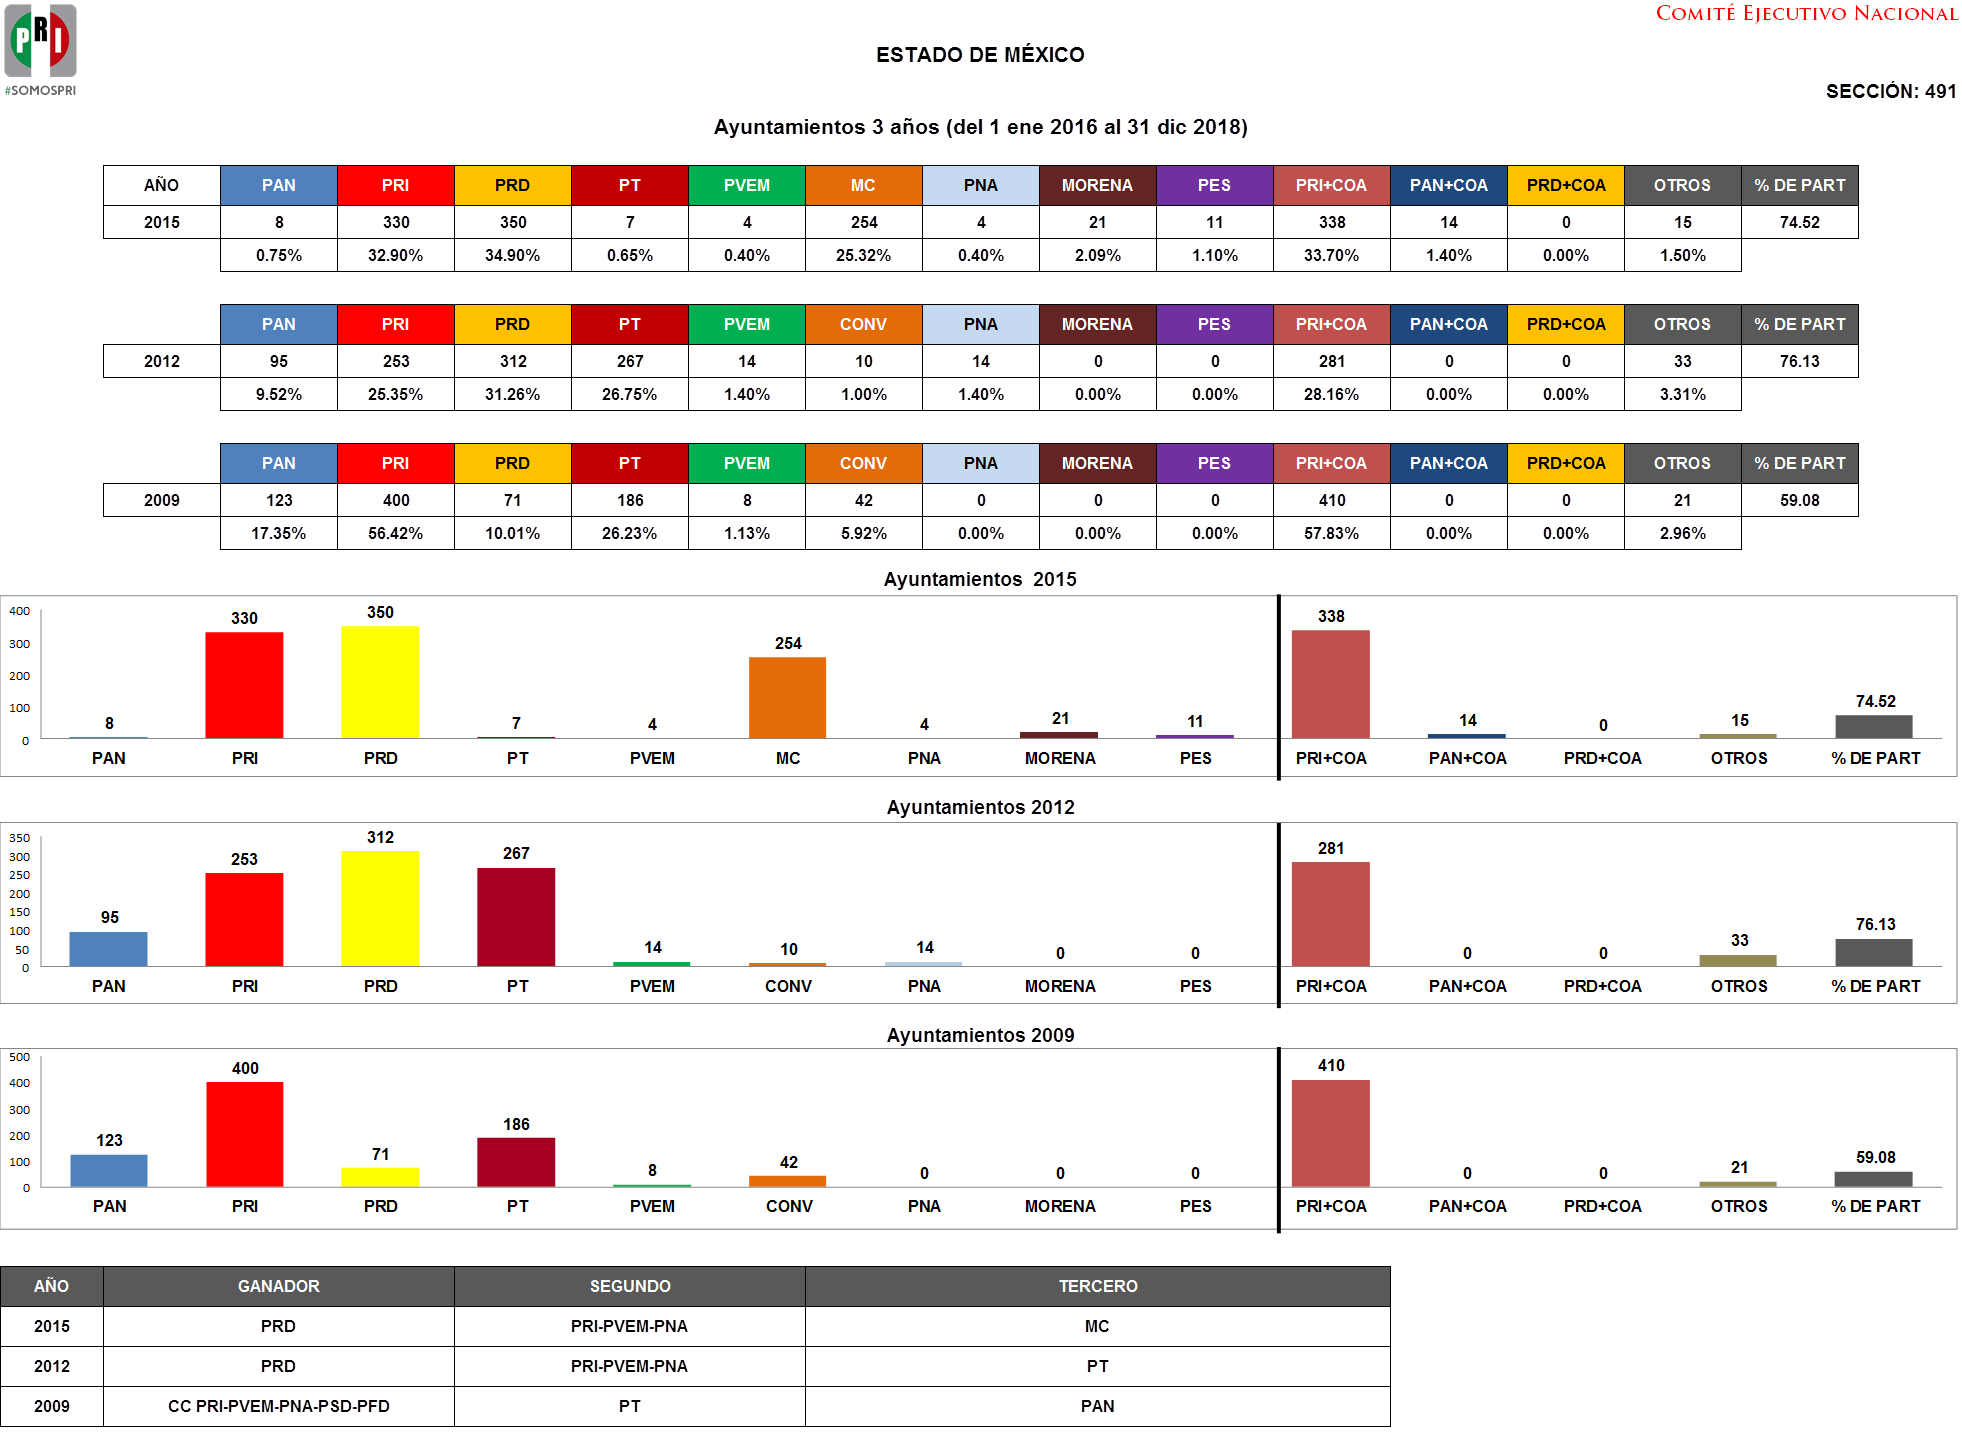 PRI
#SOMOSPRI
COMITÉ EJECUTIVO NACIONAL
ESTADO DE MÉXICO
SECCIÓN: 491
Ayuntamientos 3 años (del 1 ene 2016 al 31 dic 2018)
AÑO PAN PRI PRD PT PVEM MC PNA MORENA PES PRI+COA PAN+COA PRD+COA OTROS % DE PART
2015 8 330 350 7 4 254 4 21 11 338 14 0 15 74.52
0.75% 32.90% 34.90% 0.65% 0.40% 25.32% 0.40% 2.09% 1.10% 33.70% 1.40% 0.00% 1.50%
PAN PRI PRD PT PVEM CONV PNA MORENA PES PRI+COA PAN+COA PRD+COA OTROS % DE PART
2012 95 253 312 267 14 10 14 0 0 281 0 0 33 76.13
9.52% 25.35% 31.26% 26.75% 1.40% 1.00% 1.40% 0.00% 0.00% 28.16% 0.00% 0.00% 3.31%
PAN PRI PRD PT PVEM CONV PNA MORENA PES PRI+COA PAN+COA PRD+COA OTROS % DE PART
2009 123 400 71 186 8 42 0 0 0 410 0 0 21 59.08
17.35% 56.42% 10.01% 26.23% 1.13% 5.92% 0.00% 0.00% 0.00% 57.83% 0.00% 0.00% 2.96%
Ayuntamientos 2015
400
300
200
100
0
8 330 350 7 4 254 4 21 11 338 14 0 15 74.52
PAN PRI PRD PT PVEM MC PNA MORENA PES PRI+COA PAN+COA PRD+COA OTROS % DE PART
Ayuntamientos 2012
350
300
250
200
150
100
50
0
95 253 312 267 14 10 14 0 0 281 0 0 33 76.13
PAN PRI PRD PT PVEM CONV PNA MORENA PES PRI+COA PAN+COA PRD+COA OTROS % DE PART
Ayuntamientos 2009
500
400
300
200
100
0
123 400 71 186 8 42 0 0 0 410 0 0 21 59.08
PAN PRI PRD PT PVEM CONV PNA MORENA PES PRI+COA PAN+COA PRD+COA OTROS % DE PART
AÑO GANADOR SEGUNDO TERCERO
2015 PRD PRI-PVEM-PNA MC
2012 PRD PRI-PVEM-PNA PT
2009 CC PRI-PVEM-PNA-PSD-PFD PT PAN